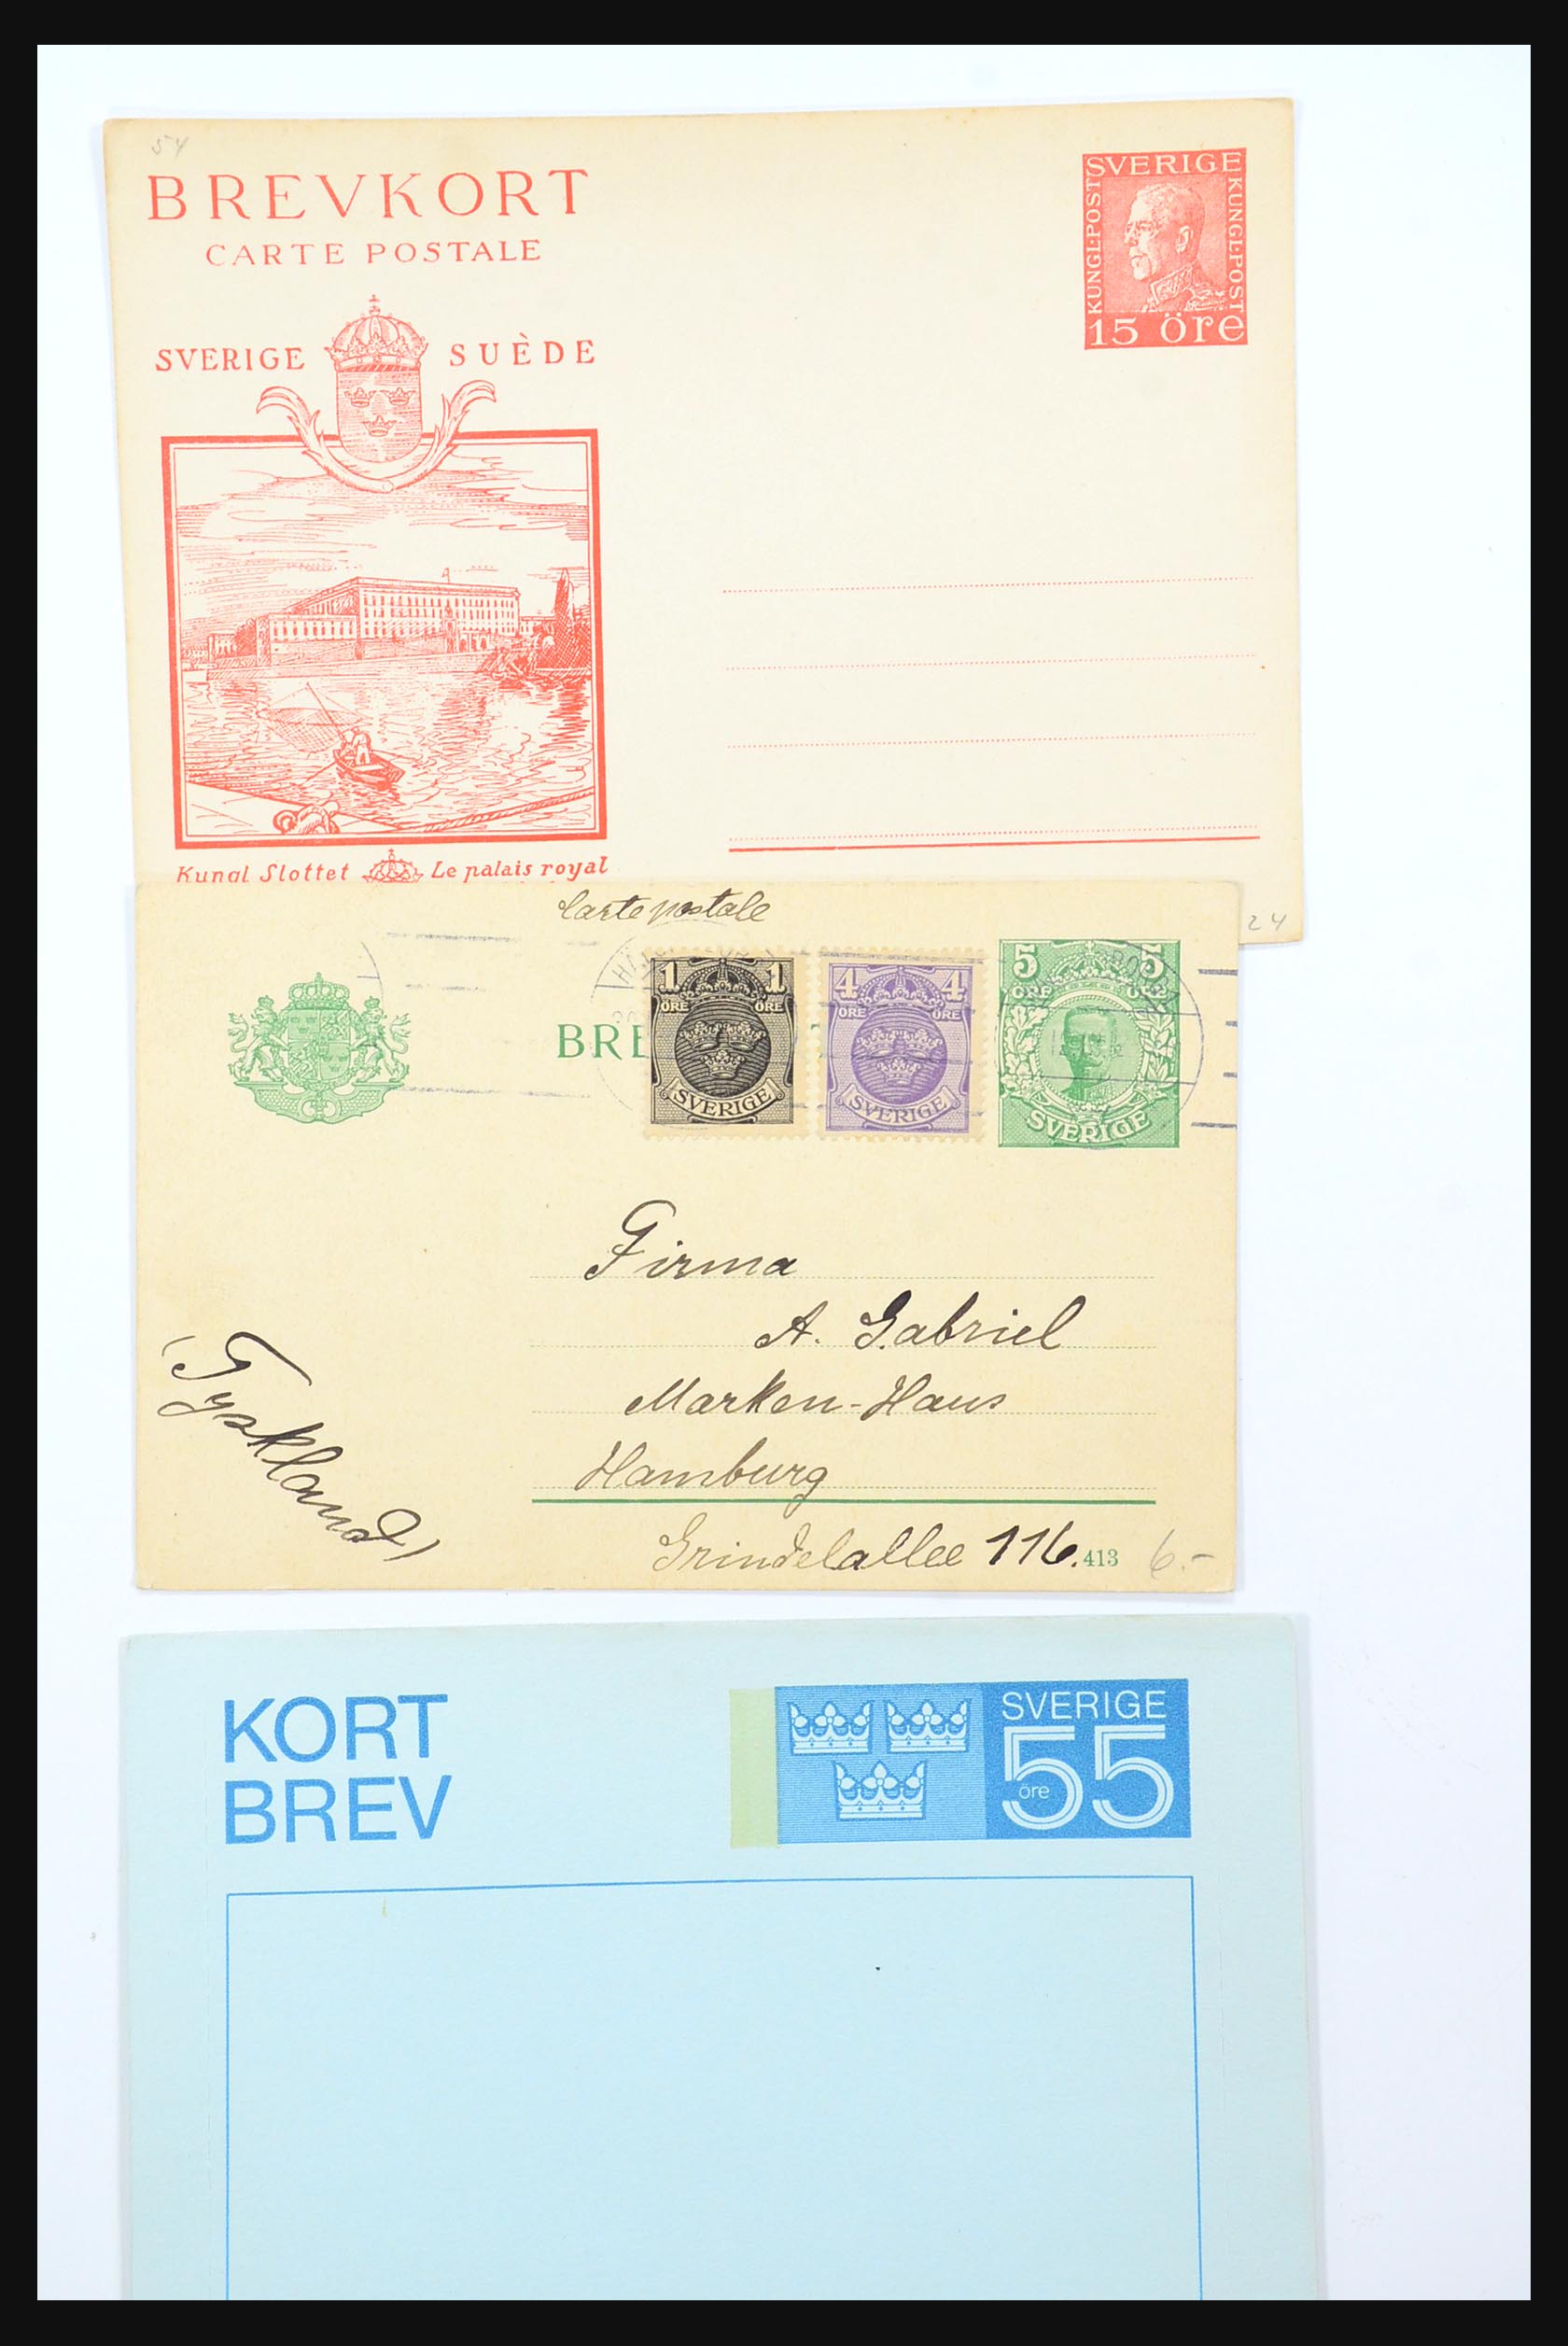 54
BREVKORT
CARTE POSTALE
SVERIGE SUÈDE
SVERIGE
KUNGL·POST
KUNGL·POST
15 öre
Kungl Slottet Le palais royal
24
Carte postale
BRE
1 1
ÖRE ÖRE
SVERIGE
4 4
ÖRE ÖRE
SVERIGE
5 5
ÖRE ÖRE
SVERIGE
Firma
A. Gabriel
Marken-Haus
Hamburg
Grindelallee 116.
413
6.-
(Tyskland)
KORT
BREV
SVERIGE
55
öre